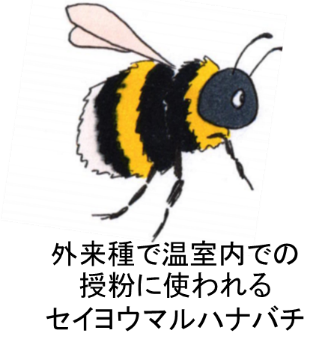 外来種で温室内での
授粉に使われる
セイヨウマルハナバチ